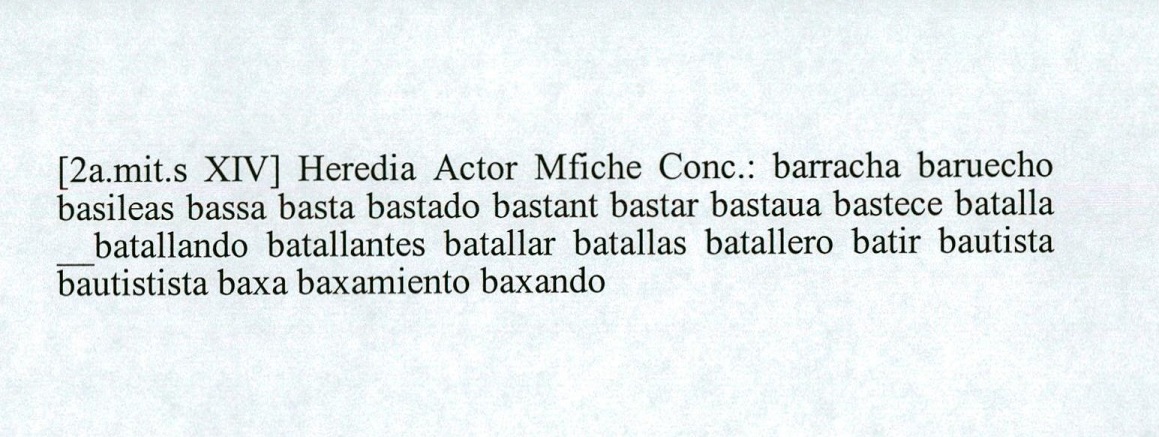 [2a.mit.s XIV] Heredia Actor Mfiche Conc.: barracha baruecho
basileas bassa basta bastado bastant bastar bastaua bastece batalla
__batallando batallantes batallar batallas batallero batir bautista
bautistista baxa baxamiento baxando